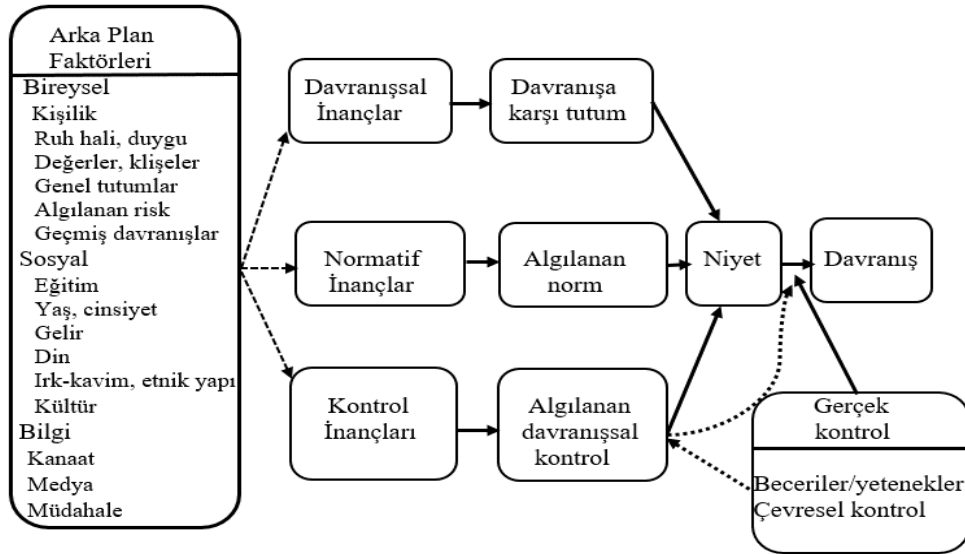 Arka Plan
Faktörleri
Bireysel
Kişilik
Ruh hali, duygu
Değerler, klişeler
Genel tutumlar
Algılanan risk
Geçmiş davranışlar
Sosyal
Eğitim
Yaş, cinsiyet
Gelir
Din
Irk-kavim, etnik yapı
Kültür
Bilgi
Kanaat
Medya
Müdahale
Davranışsal
İnançlar
Davranışa
karşı tutum
Normatif
İnançlar
Algılanan
norm
Niyet
Davranış
Kontrol
İnançları
Algılanan
davranışsal
kontrol
Gerçek
kontrol
Beceriler/yetenekler
Çevresel kontrol